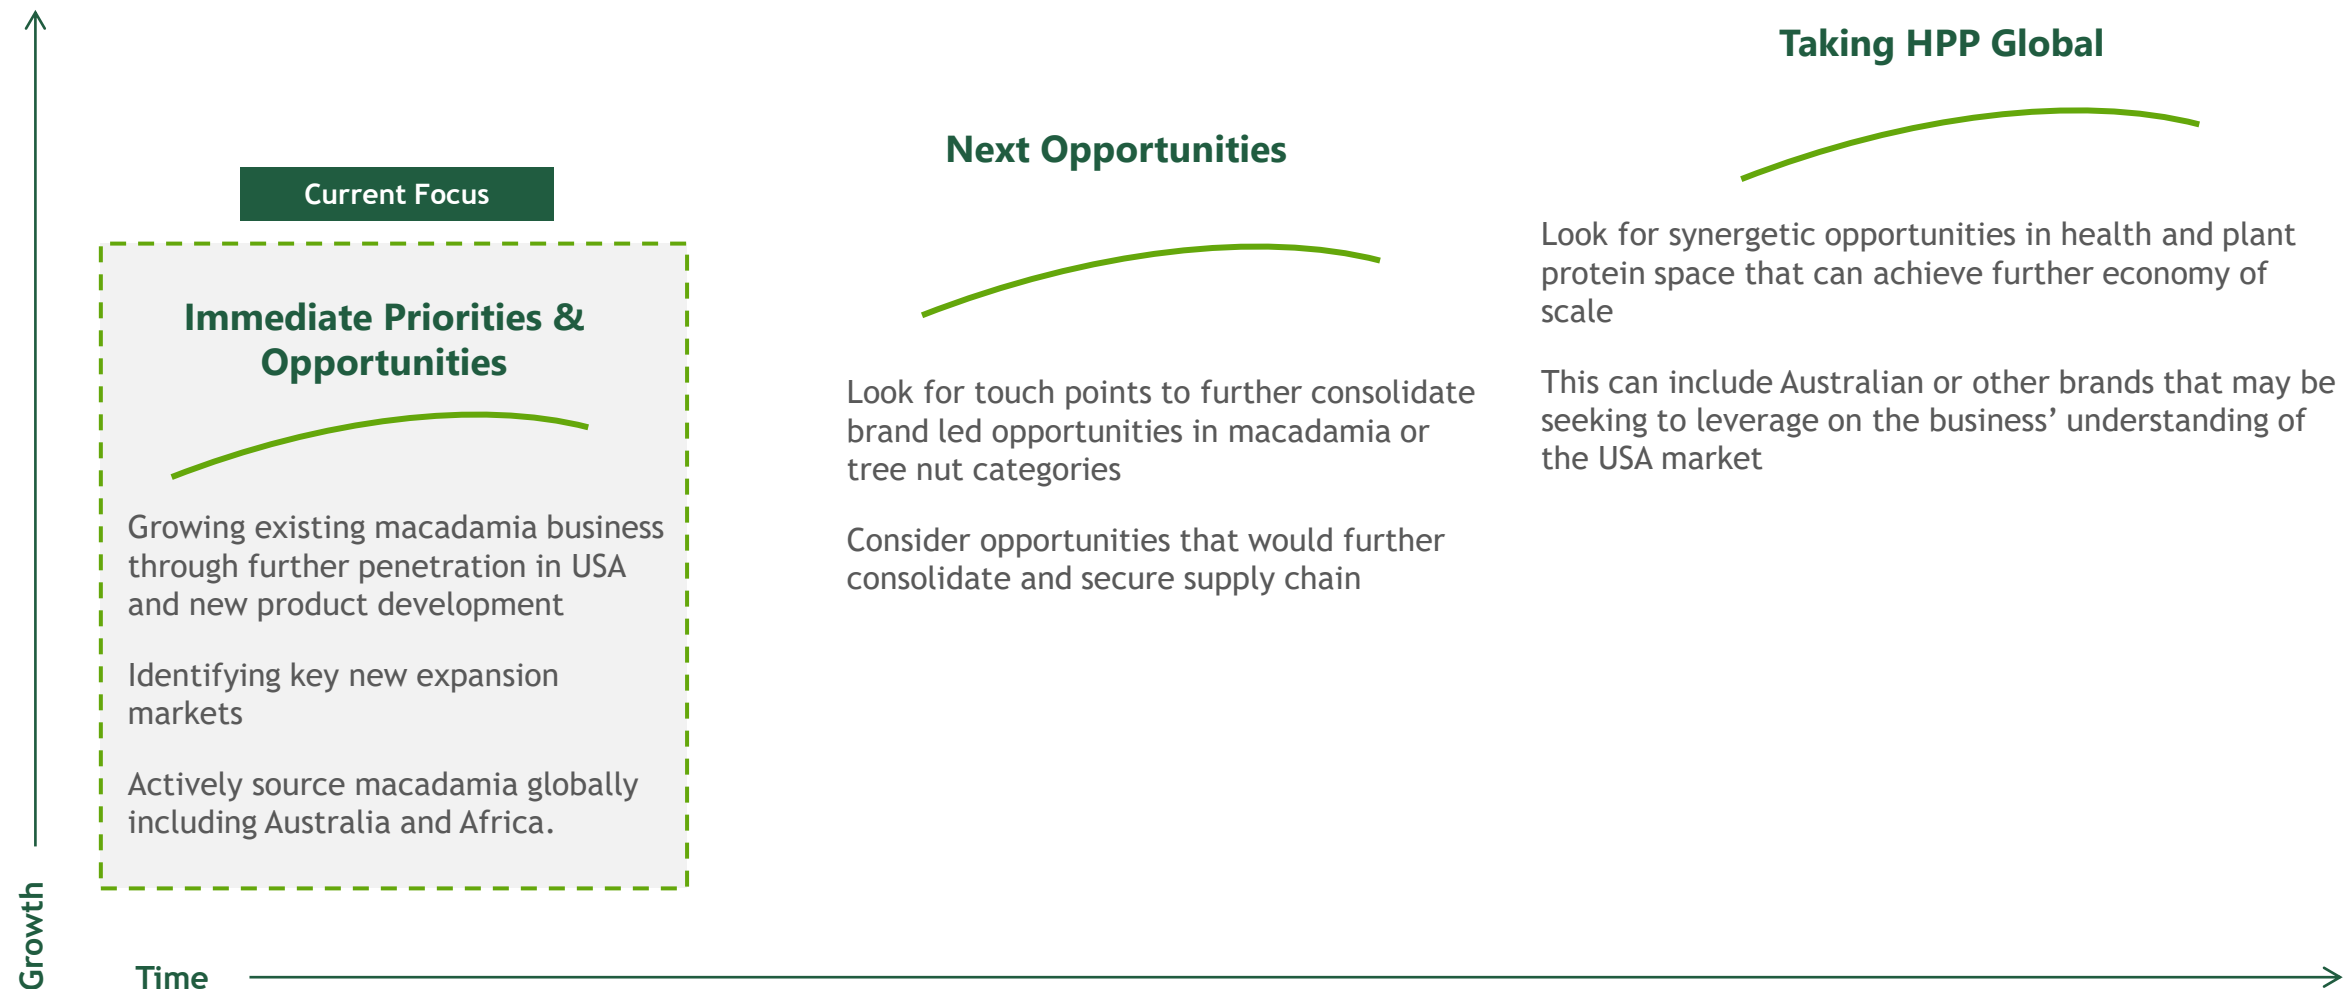 Taking HPP Global
Next Opportunities
Current Focus
Immediate Priorities &
Opportunities
Growing existing macadamia business
through further penetration in USA
and new product development
Identifying key new expansion
markets
Actively source macadamia globally
including Australia and Africa.
Look for touch points to further consolidate
brand led opportunities in macadamia or
tree nut categories
Consider opportunities that would further
consolidate and secure supply chain
Look for synergetic opportunities in health and plant
protein space that can achieve further economy of
scale
This can include Australian or other brands that may be
seeking to leverage on the business’ understanding of
the USA market
Growth
Time